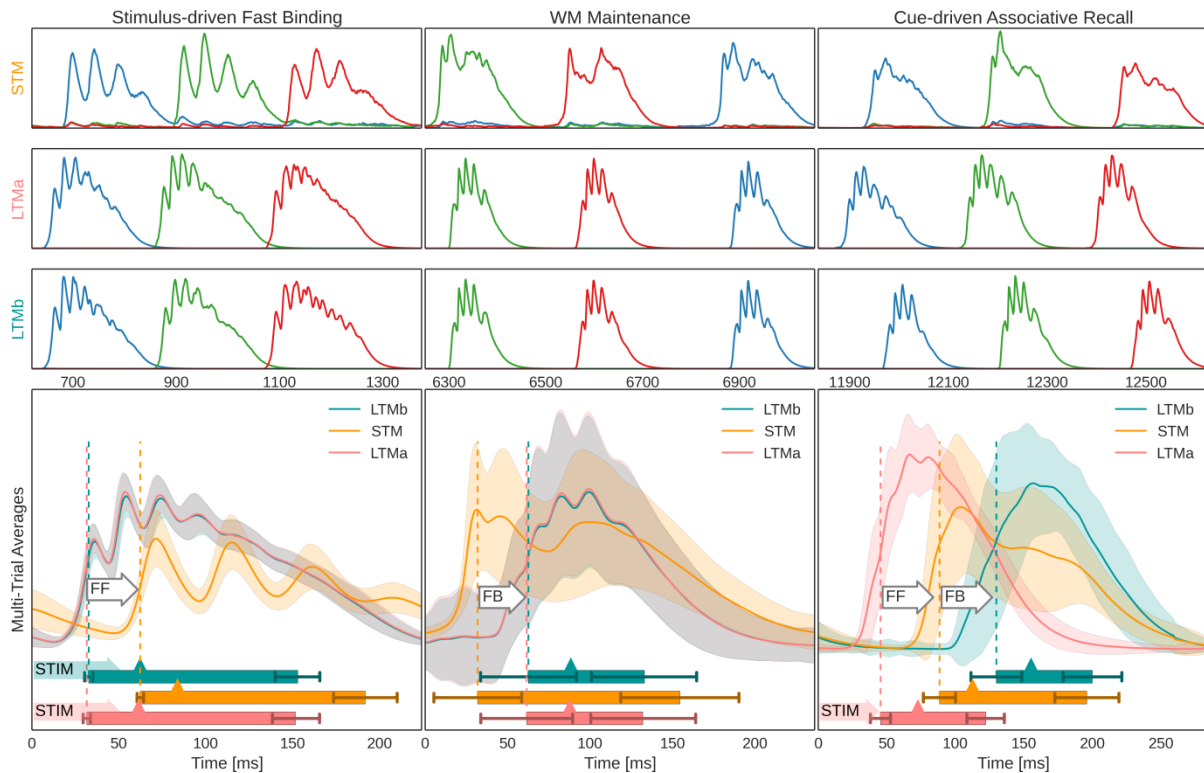 Stimulus-driven Fast Binding
WM Maintenance
Cue-driven Associative Recall
STM
LTMa
LTMb
700 900 1100 1300
6300 6500 6700 6900
11900 12100 12300 12500
Multi-Trial Averages
LTMb
STM
LTMa
FF
STIM
STIM
0 50 100 150 200
Time [ms]
LTMb
STM
LTMa
FB
0 50 100 150 200
Time [ms]
LTMb
STM
LTMa
FF
FB
STIM
0 50 100 150 200 250
Time [ms]